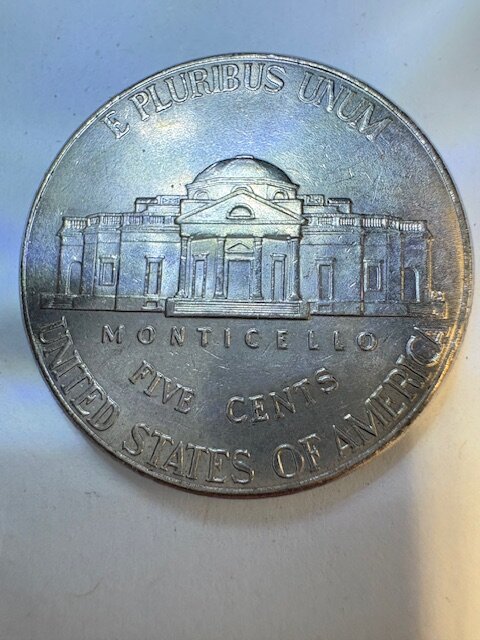 E PLURIBUS UNUM
MONTICELLO
FIVE CENTS
UNITED STATES OF AMERICA